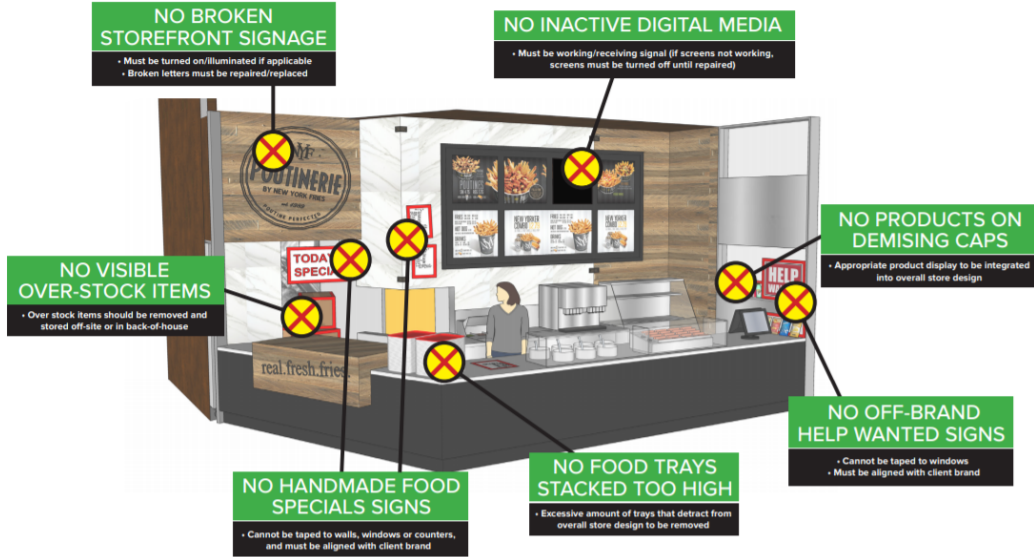 NO BROKEN
STOREFRONT SIGNAGE
• Must be turned on/illuminated if applicable
• Broken letters must be repaired/replaced
NO INACTIVE DIGITAL MEDIA
• Must be working/receiving signal (if screens not working,
screens must be turned off until repaired)
POUTINERIE
BY NEW YORK FRIES
POUTINE PERFECTED
NO PRODUCTS ON
DEMISING CAPS
• Appropriate product display to be integrated
into overall store design
TODAY
SPECIA
HELP
NO VISIBLE
OVER-STOCK ITEMS
• Over stock items should be removed and
stored off-site or in back-of-house
real.fresh.fries.
NO OFF-BRAND
HELP WANTED SIGNS
• Cannot be taped to windows
• Must be aligned with client brand
NO FOOD TRAYS
STACKED TOO HIGH
• Excessive amount of trays that detract from
overall store design to be removed
NO HANDMADE FOOD
SPECIALS SIGNS
• Cannot be taped to walls, windows or counters,
and must be aligned with client brand